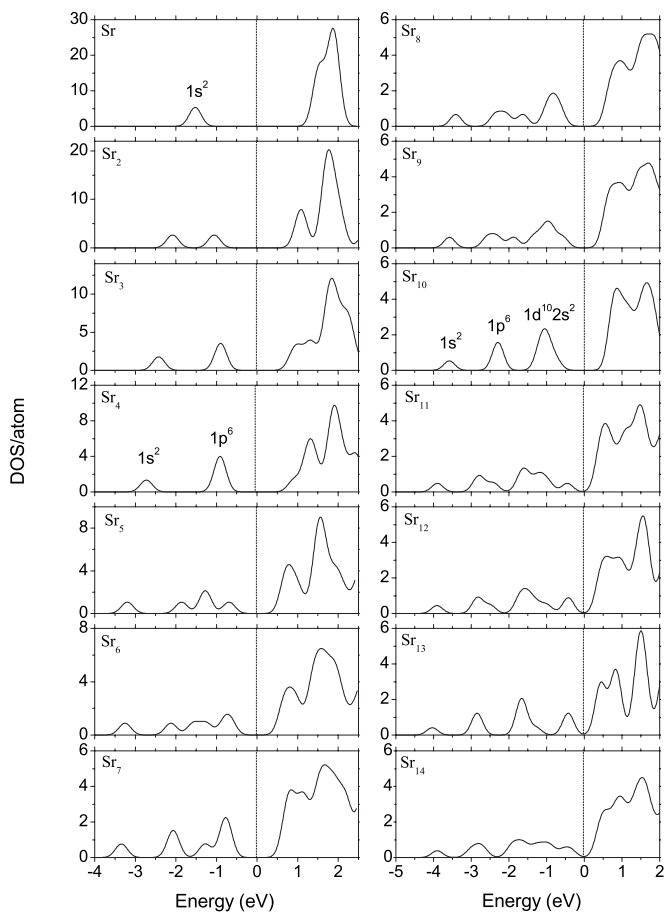 DOS/atom
30
20
10
0
Sr
1s²
20
10
0
Sr₂
10
5
0
Sr₃
12
8
4
0
Sr₄
1s²
1p⁶
8
4
0
Sr₅
8
4
0
Sr₆
6
4
2
0
Sr₇
-4 -3 -2 -1 0 1 2
Energy (eV)
6
4
2
0
Sr₈
6
4
2
0
Sr₉
6
4
2
0
Sr₁₀
1s²
1p⁶
1d¹⁰2s²
6
4
2
0
Sr₁₁
6
4
2
0
Sr₁₂
6
4
2
0
Sr₁₃
6
4
2
0
Sr₁₄
-5 -4 -3 -2 -1 0 1 2
Energy (eV)